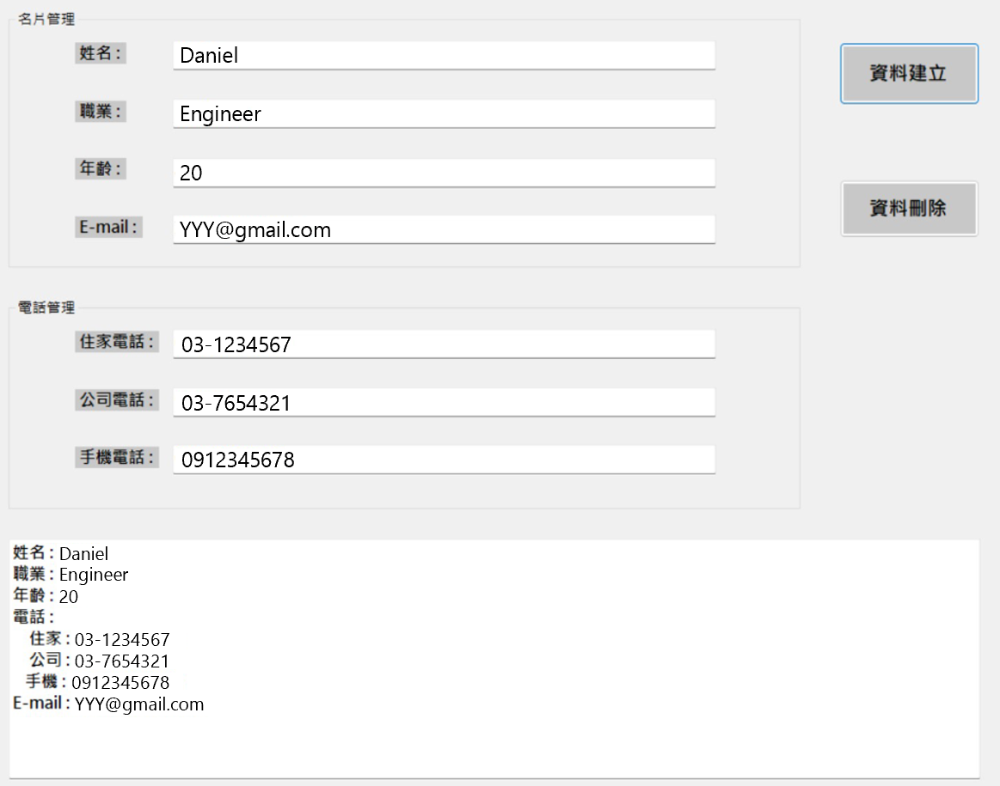 名片管理
姓名 : Daniel
資料建立
職業 : Engineer
年齡 : 20
資料刪除
E-mail : YYY@gmail.com
電話管理
住家電話 : 03-1234567
公司電話 : 03-7654321
手機電話 : 0912345678
姓名 : Daniel
職業 : Engineer
年齡 : 20
電話 :
住家 : 03-1234567
公司 : 03-7654321
手機 : 0912345678
E-mail : YYY@gmail.com